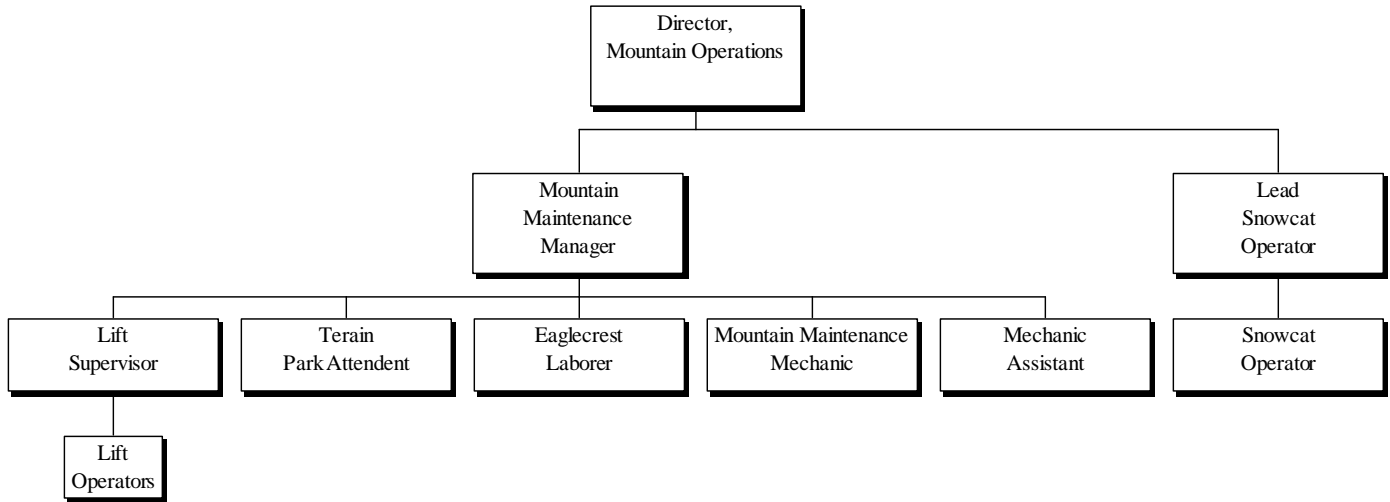 Director,
Mountain Operations
Mountain
Maintenance
Manager
Lead
Snowcat
Operator
Lift
Supervisor
Terain
Park Attendent
Eaglecrest
Laborer
Mountain Maintenance
Mechanic
Mechanic
Assistant
Snowcat
Operator
Lift
Operators